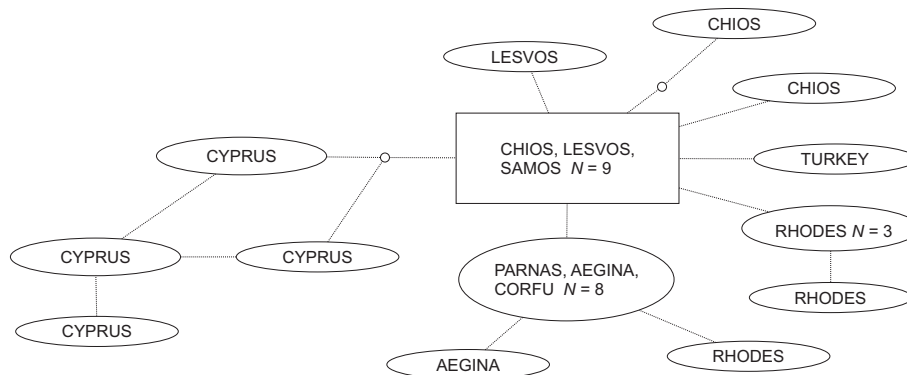 CHIOS
LESVOS
CHIOS
CHIOS, LESVOS,
SAMOS N = 9
CYPRUS
TURKEY
RHODES N = 3
CYPRUS
CYPRUS
PARNAS, AEGINA,
CORFU N = 8
RHODES
CYPRUS
RHODES
AEGINA